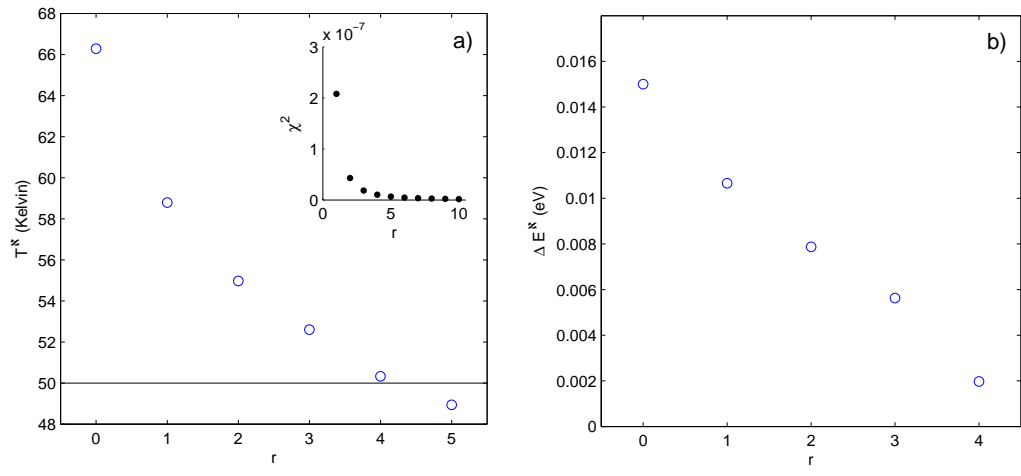 a)
68
66
64
62
60
58
56
54
52
50
48
T^ℵ (Kelvin)
0 1 2 3 4 5
r
x 10^-7
3
2
1
0
χ^2
0 5 10
r
b)
0.016
0.014
0.012
0.01
0.008
0.006
0.004
0.002
0
Δ E^ℵ (eV)
0 1 2 3 4
r